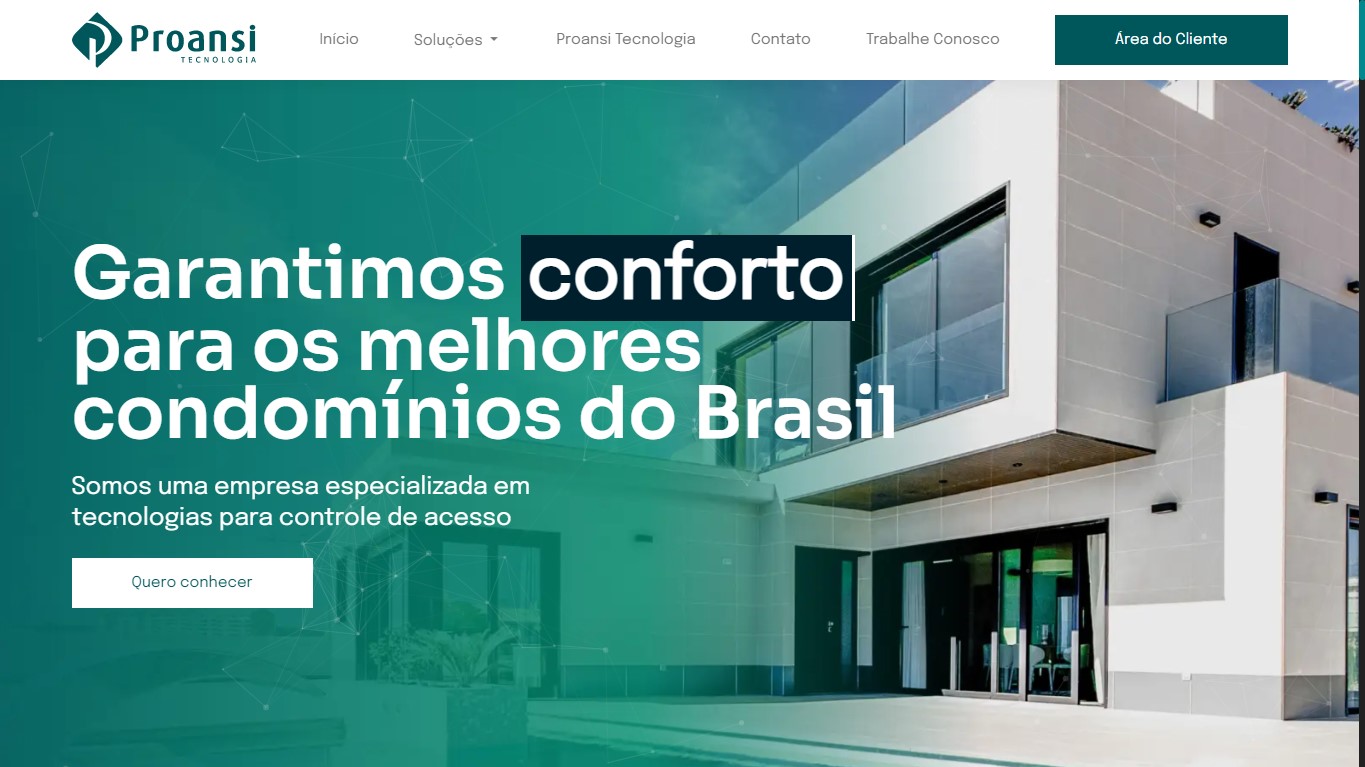 Proansi
TECNOLOGIA
Início
Soluções
Proansi Tecnologia
Contato
Trabalhe Conosco
Área do Cliente
Garantimos conforto
para os melhores
condomínios do Brasil
Somos uma empresa especializada em
tecnologias para controle de acesso
Quero conhecer